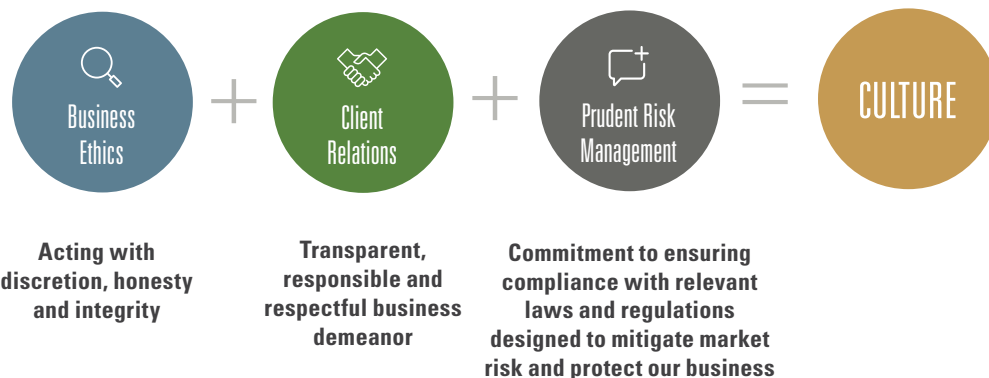 Business
Ethics
Client
Relations
Prudent Risk
Management
CULTURE
Acting with
discretion, honesty
and integrity
Transparent,
responsible and
respectful business
demeanor
Commitment to ensuring
compliance with relevant
laws and regulations
designed to mitigate market
risk and protect our business